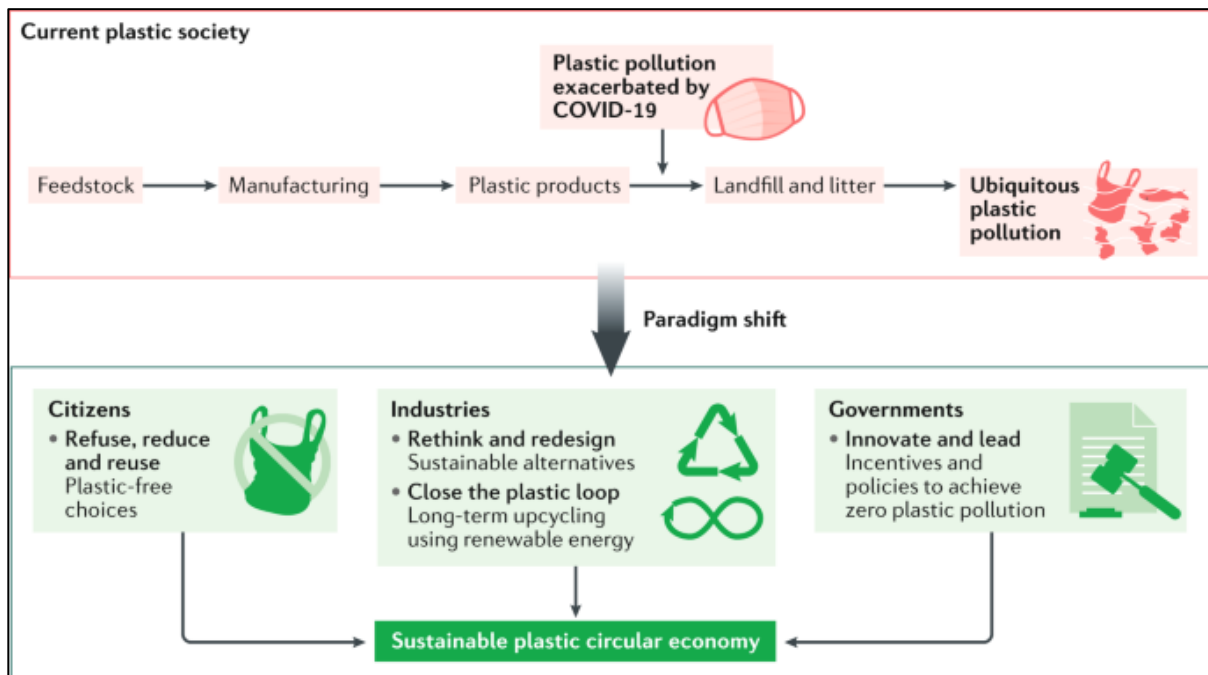 Current plastic society
Plastic pollution
exacerbated by
COVID-19
Feedstock
Manufacturing
Plastic products
Landfill and litter
Ubiquitous
plastic
pollution
Paradigm shift
Citizens
• Refuse, reduce
and reuse
Plastic-free
choices
Industries
• Rethink and redesign
Sustainable alternatives
• Close the plastic loop
Long-term upcycling
using renewable energy
Governments
• Innovate and lead
Incentives and
policies to achieve
zero plastic pollution
Sustainable plastic circular economy